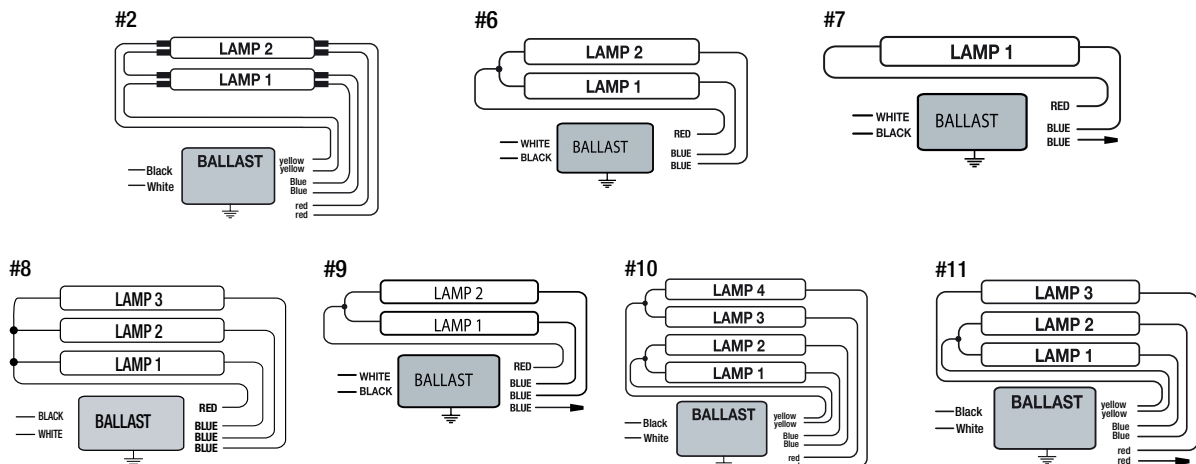 #2
LAMP 2
LAMP 1
BALLAST
Black
White
yellow
yellow
Blue
Blue
red
red
#6
LAMP 2
LAMP 1
WHITE
BLACK
BALLAST
RED
BLUE
BLUE
#7
LAMP 1
WHITE
BLACK
BALLAST
RED
BLUE
BLUE
#8
LAMP 3
LAMP 2
LAMP 1
BLACK
WHITE
BALLAST
RED
BLUE
BLUE
BLUE
#9
LAMP 2
LAMP 1
WHITE
BLACK
BALLAST
RED
BLUE
BLUE
BLUE
#10
LAMP 4
LAMP 3
LAMP 2
LAMP 1
BALLAST
Black
White
yellow
yellow
Blue
Blue
red
#11
LAMP 3
LAMP 2
LAMP 1
BALLAST
Black
White
yellow
yellow
Blue
Blue
red
red